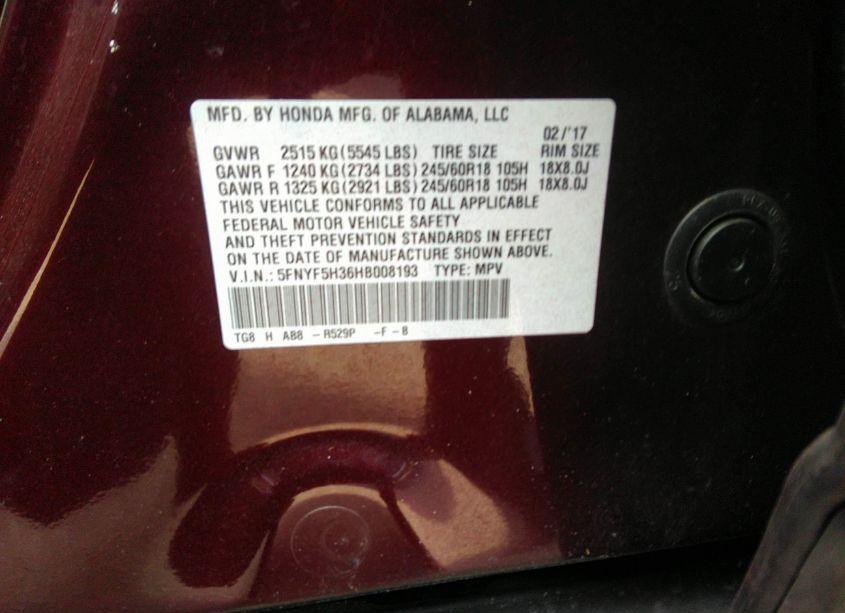 MFD. BY HONDA MFG. OF ALABAMA, LLC
02/'17
GVWR 2515 KG (5545 LBS) TIRE SIZE RIM SIZE
GAWR F 1240 KG (2734 LBS) 245/60R18 105H 18X8.0J
GAWR R 1325 KG (2921 LBS) 245/60R18 105H 18X8.0J
THIS VEHICLE CONFORMS TO ALL APPLICABLE
FEDERAL MOTOR VEHICLE SAFETY
AND THEFT PREVENTION STANDARDS IN EFFECT
ON THE DATE OF MANUFACTURE SHOWN ABOVE.
V.I.N.: 5FNYF5H36HB008193 TYPE: MPV
TG8 H AB8 -R529P -F-B